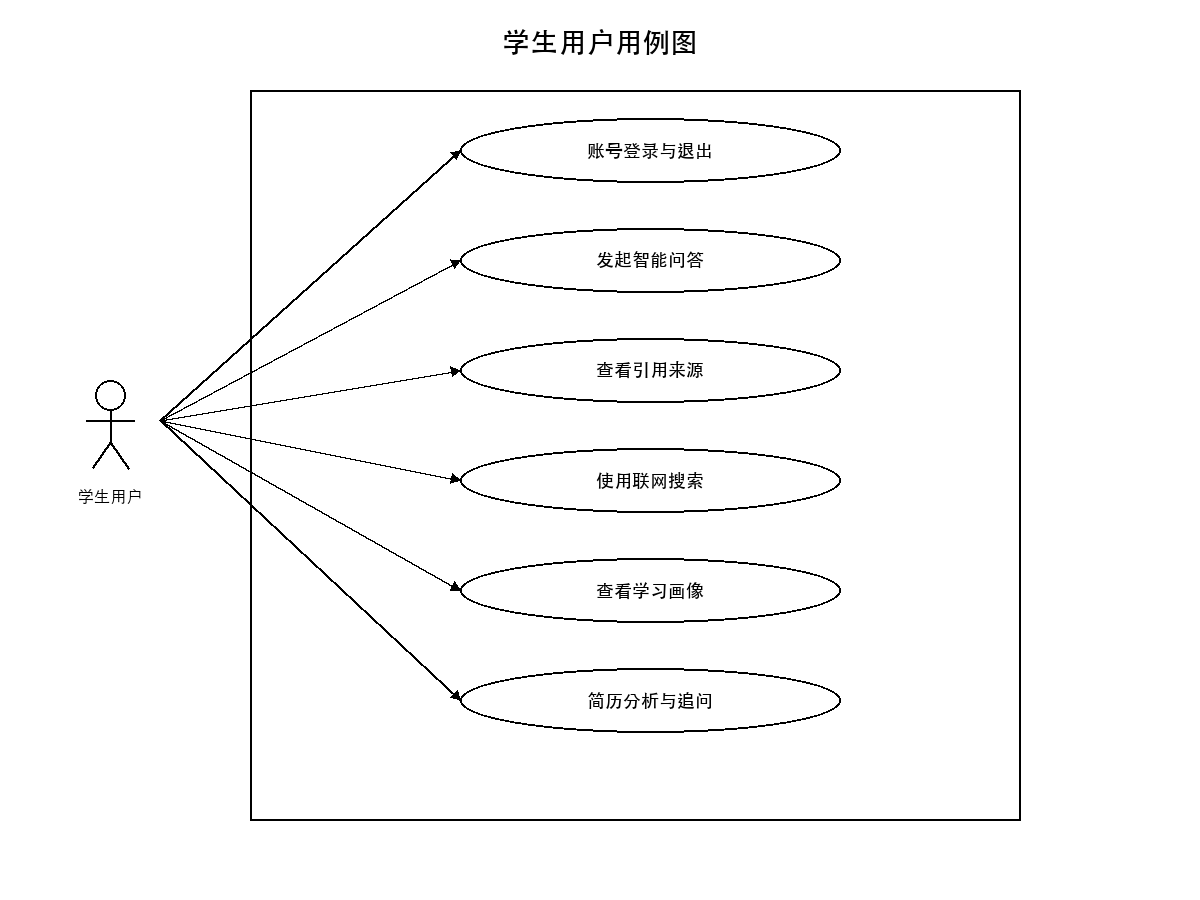 学生用户用例图
账号登录与退出
发起智能问答
查看引用来源
使用联网搜索
学生用户
查看学习画像
简历分析与追问